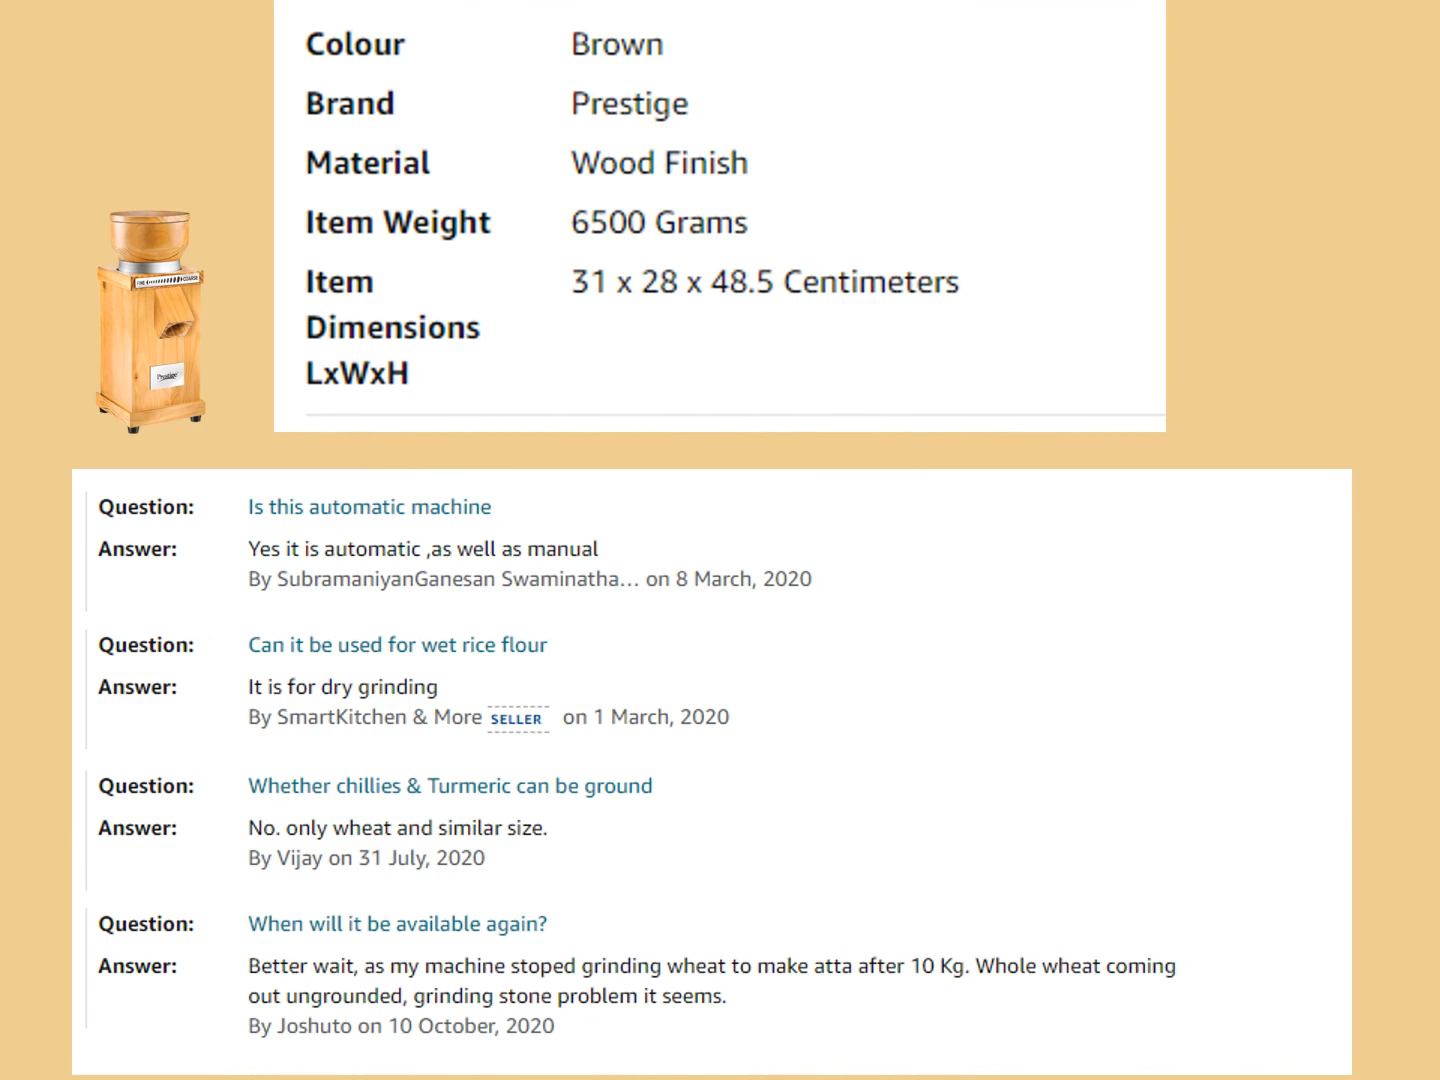 Colour Brown
Brand Prestige
Material Wood Finish
Item Weight 6500 Grams
Item 31 x 28 x 48.5 Centimeters
Dimensions
LxWxH
FINE COARSE
Prestige
Question: Is this automatic machine
Answer: Yes it is automatic ,as well as manual
By SubramaniyanGanesan Swaminatha... on 8 March, 2020
Question: Can it be used for wet rice flour
Answer: It is for dry grinding
By SmartKitchen & More SELLER on 1 March, 2020
Question: Whether chillies & Turmeric can be ground
Answer: No. only wheat and similar size.
By Vijay on 31 July, 2020
Question: When will it be available again?
Answer: Better wait, as my machine stoped grinding wheat to make atta after 10 Kg. Whole wheat coming
out ungrounded, grinding stone problem it seems.
By Joshuto on 10 October, 2020